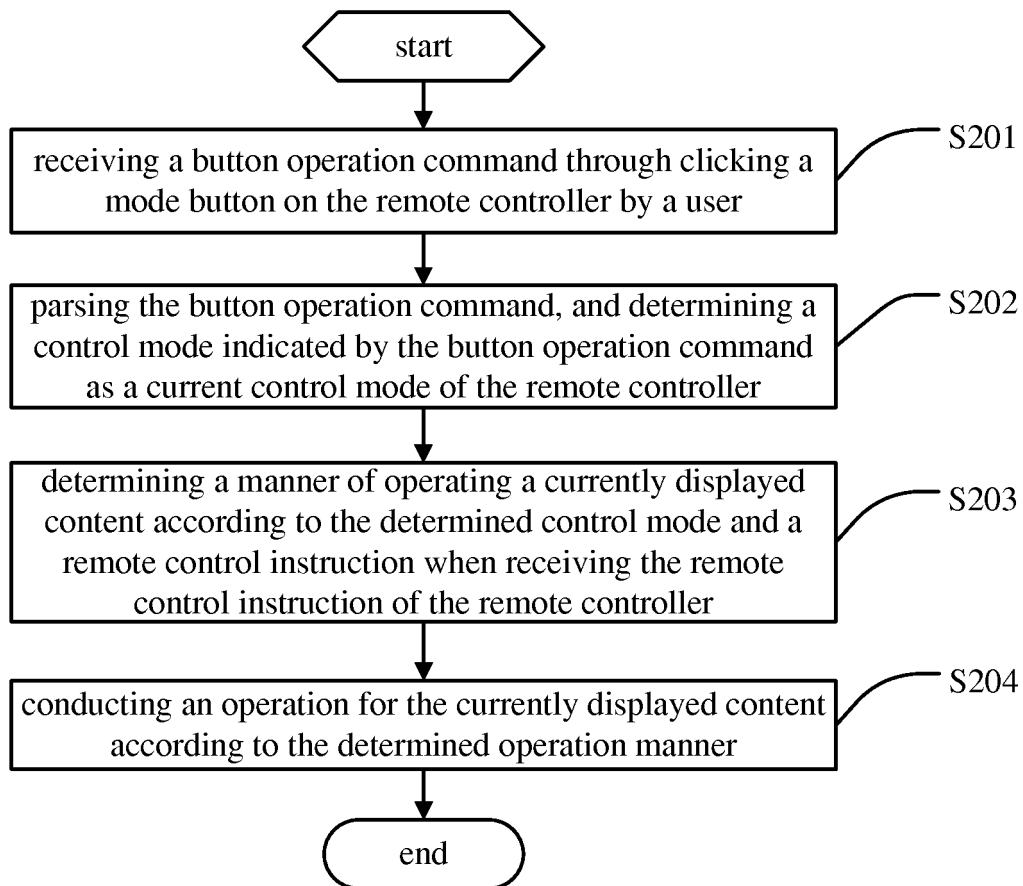 start
S201
receiving a button operation command through clicking a
mode button on the remote controller by a user
S202
parsing the button operation command, and determining a
control mode indicated by the button operation command
as a current control mode of the remote controller
S203
determining a manner of operating a currently displayed
content according to the determined control mode and a
remote control instruction when receiving the remote
control instruction of the remote controller
S204
conducting an operation for the currently displayed content
according to the determined operation manner
end